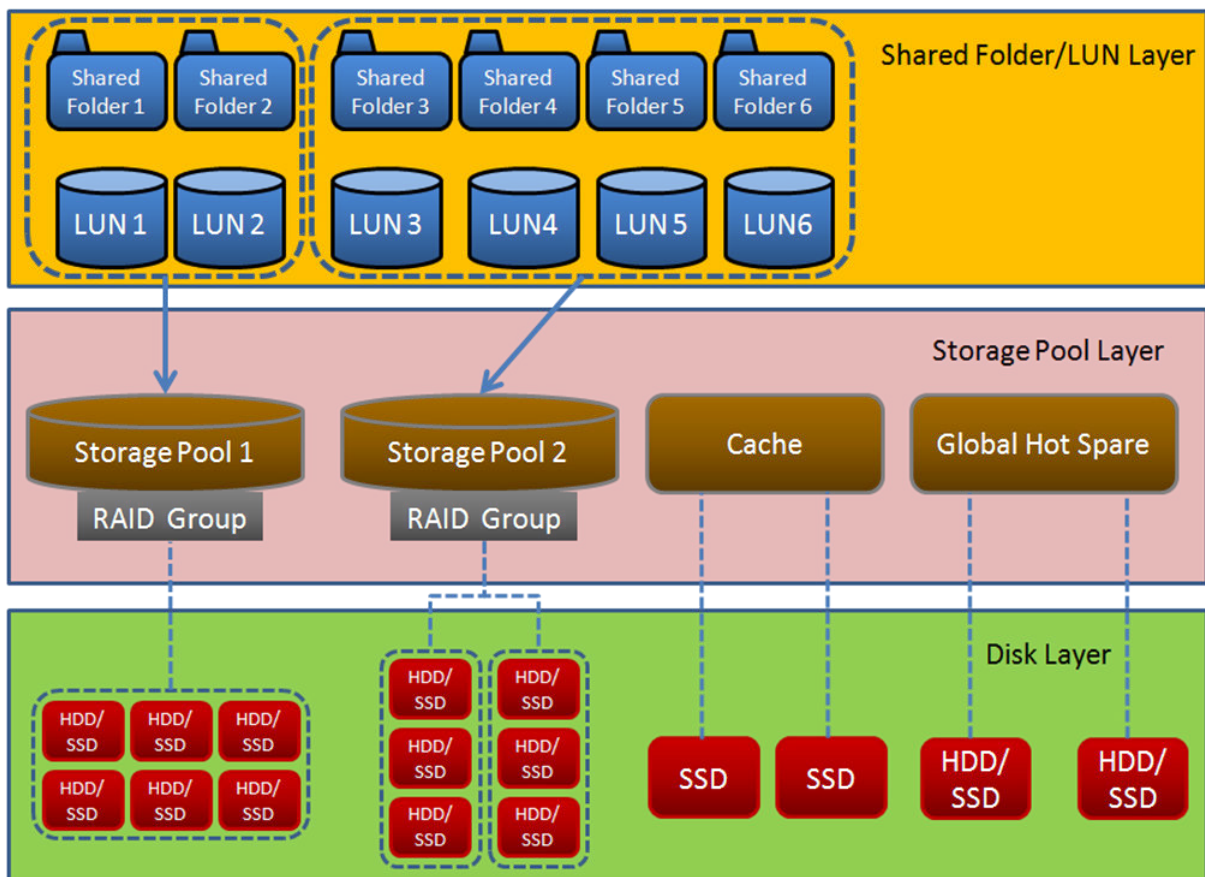 Shared Folder/LUN Layer
Shared
Folder 1
Shared
Folder 2
Shared
Folder 3
Shared
Folder 4
Shared
Folder 5
Shared
Folder 6
LUN 1
LUN 2
LUN 3
LUN4
LUN 5
LUN6
Storage Pool Layer
Storage Pool 1
RAID Group
Storage Pool 2
RAID Group
Cache
Global Hot Spare
Disk Layer
HDD/
SSD
HDD/
SSD
HDD/
SSD
HDD/
SSD
HDD/
SSD
HDD/
SSD
HDD/
SSD
HDD/
SSD
HDD/
SSD
HDD/
SSD
HDD/
SSD
HDD/
SSD
SSD
SSD
HDD/
SSD
HDD/
SSD